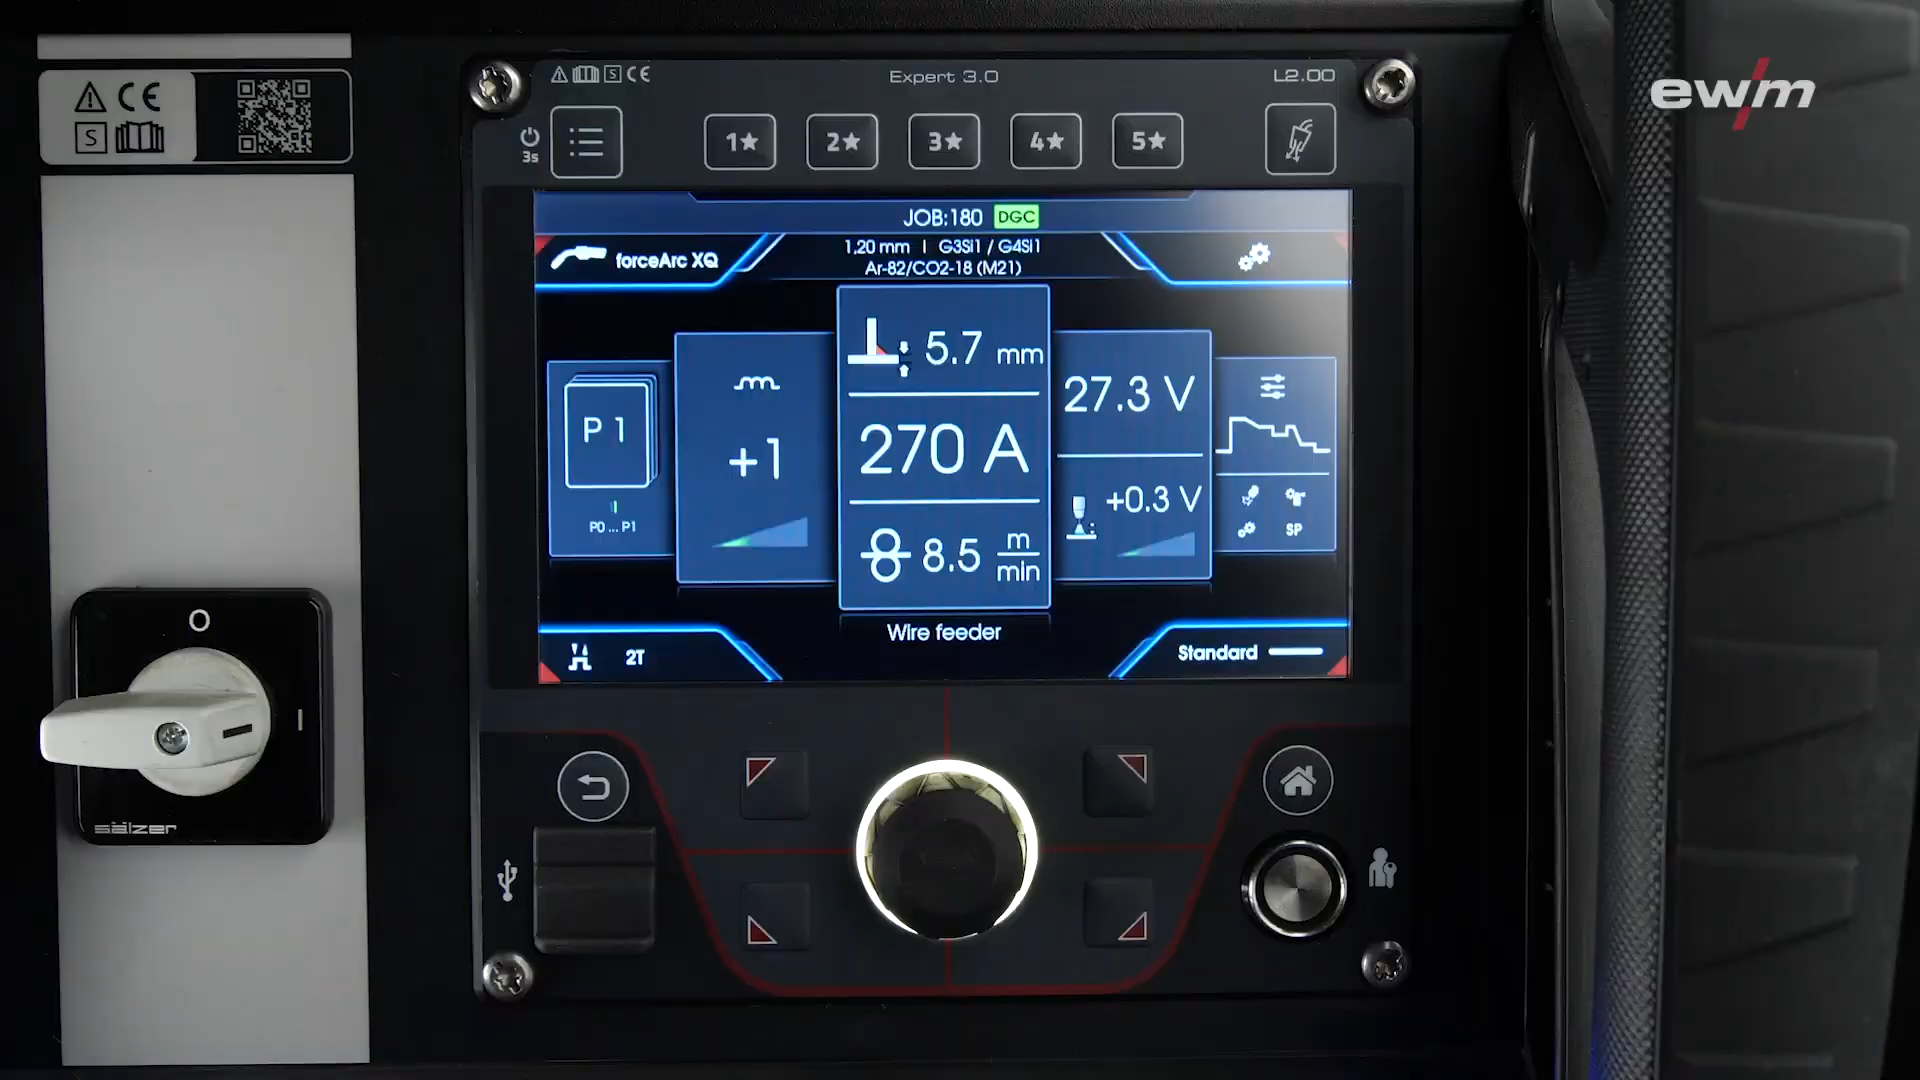 CE
S
S CE
Expert 3.0
L2.00
ewm
3s
1★
2★
3★
4★
5★
JOB:180 DGC
forceArc XQ
1,20 mm | G3Si1 / G4Si1
Ar-82/CO2-18 (M21)
P 1
P0 ... P1
+1
5.7 mm
270 A
8.5 m/min
27.3 V
+0.3 V
SP
Wire feeder
2T
Standard
O
I
sälzer